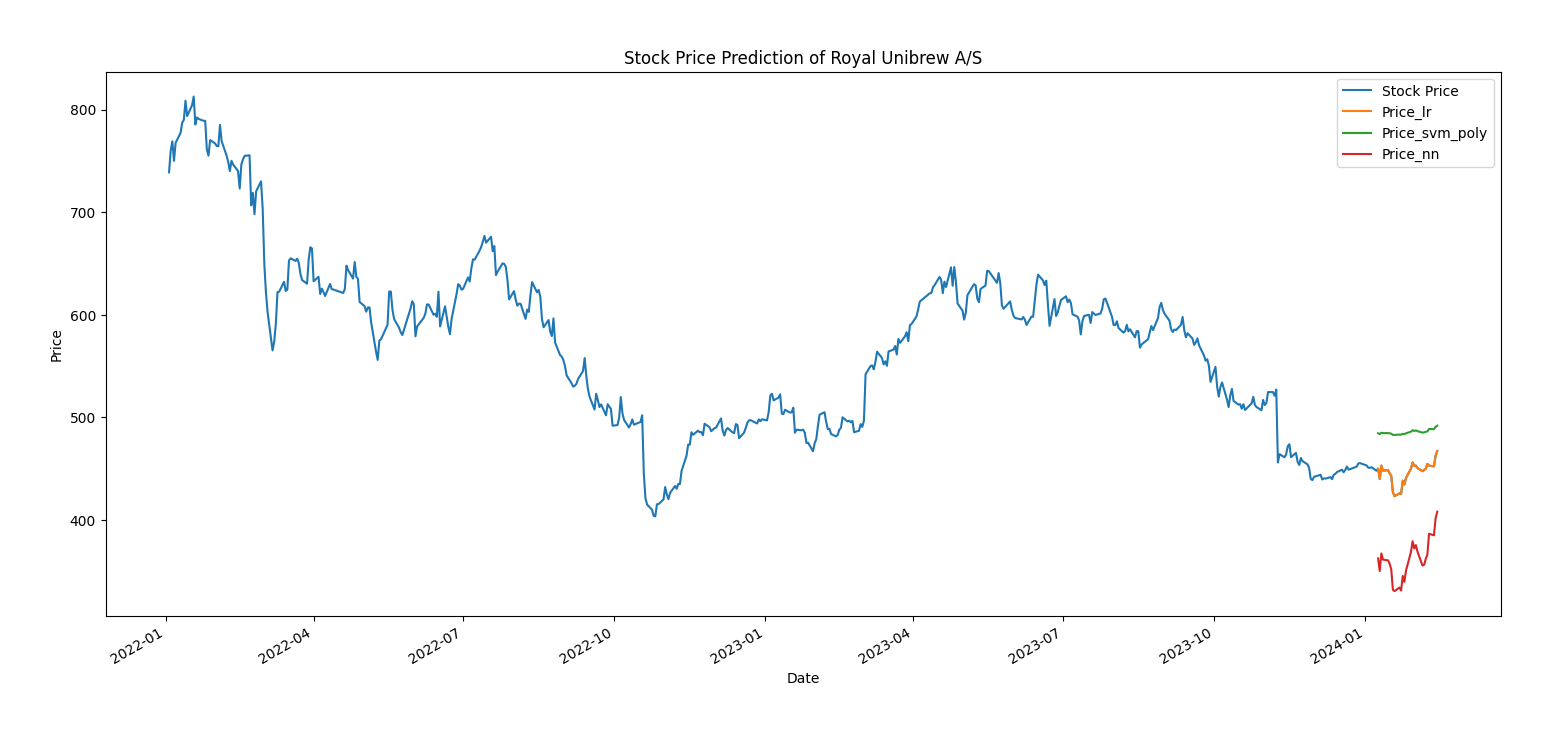 Stock Price Prediction of Royal Unibrew A/S
Stock Price
Price_lr
Price_svm_poly
Price_nn
Price
800
700
600
500
400
2022-01
2022-04
2022-07
2022-10
2023-01
2023-04
2023-07
2023-10
2024-01
Date